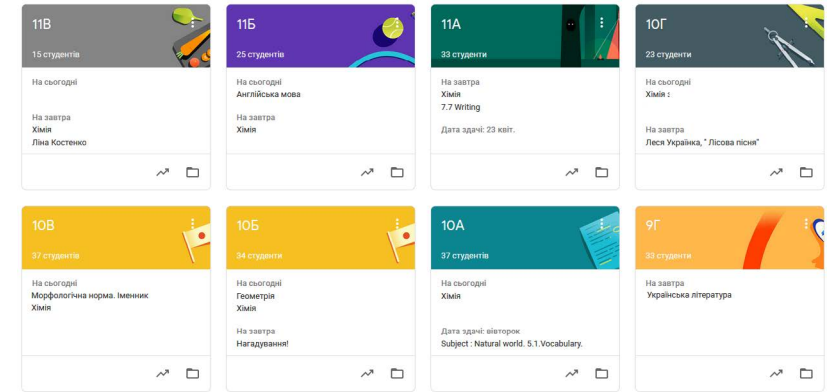 11В
15 студентів
На сьогодні
На завтра
Хімія
Ліна Костенко
11Б
25 студентів
На сьогодні
Англійська мова
На завтра
Хімія
11А
33 студенти
На завтра
Хімія
7.7 Writing
Дата здачі: 23 квіт.
10Г
23 студенти
На сьогодні
Хімія :
На завтра
Леся Українка, " Лісова пісня"
10В
37 студентів
На сьогодні
Морфологічна норма. Іменник
Хімія
10Б
34 студенти
На сьогодні
Геометрія
Хімія
На завтра
Нагадування!
10А
37 студентів
На сьогодні
Хімія
Дата здачі: вівторок
Subject : Natural world. 5.1.Vocabulary.
9Г
33 студенти
На завтра
Українська література